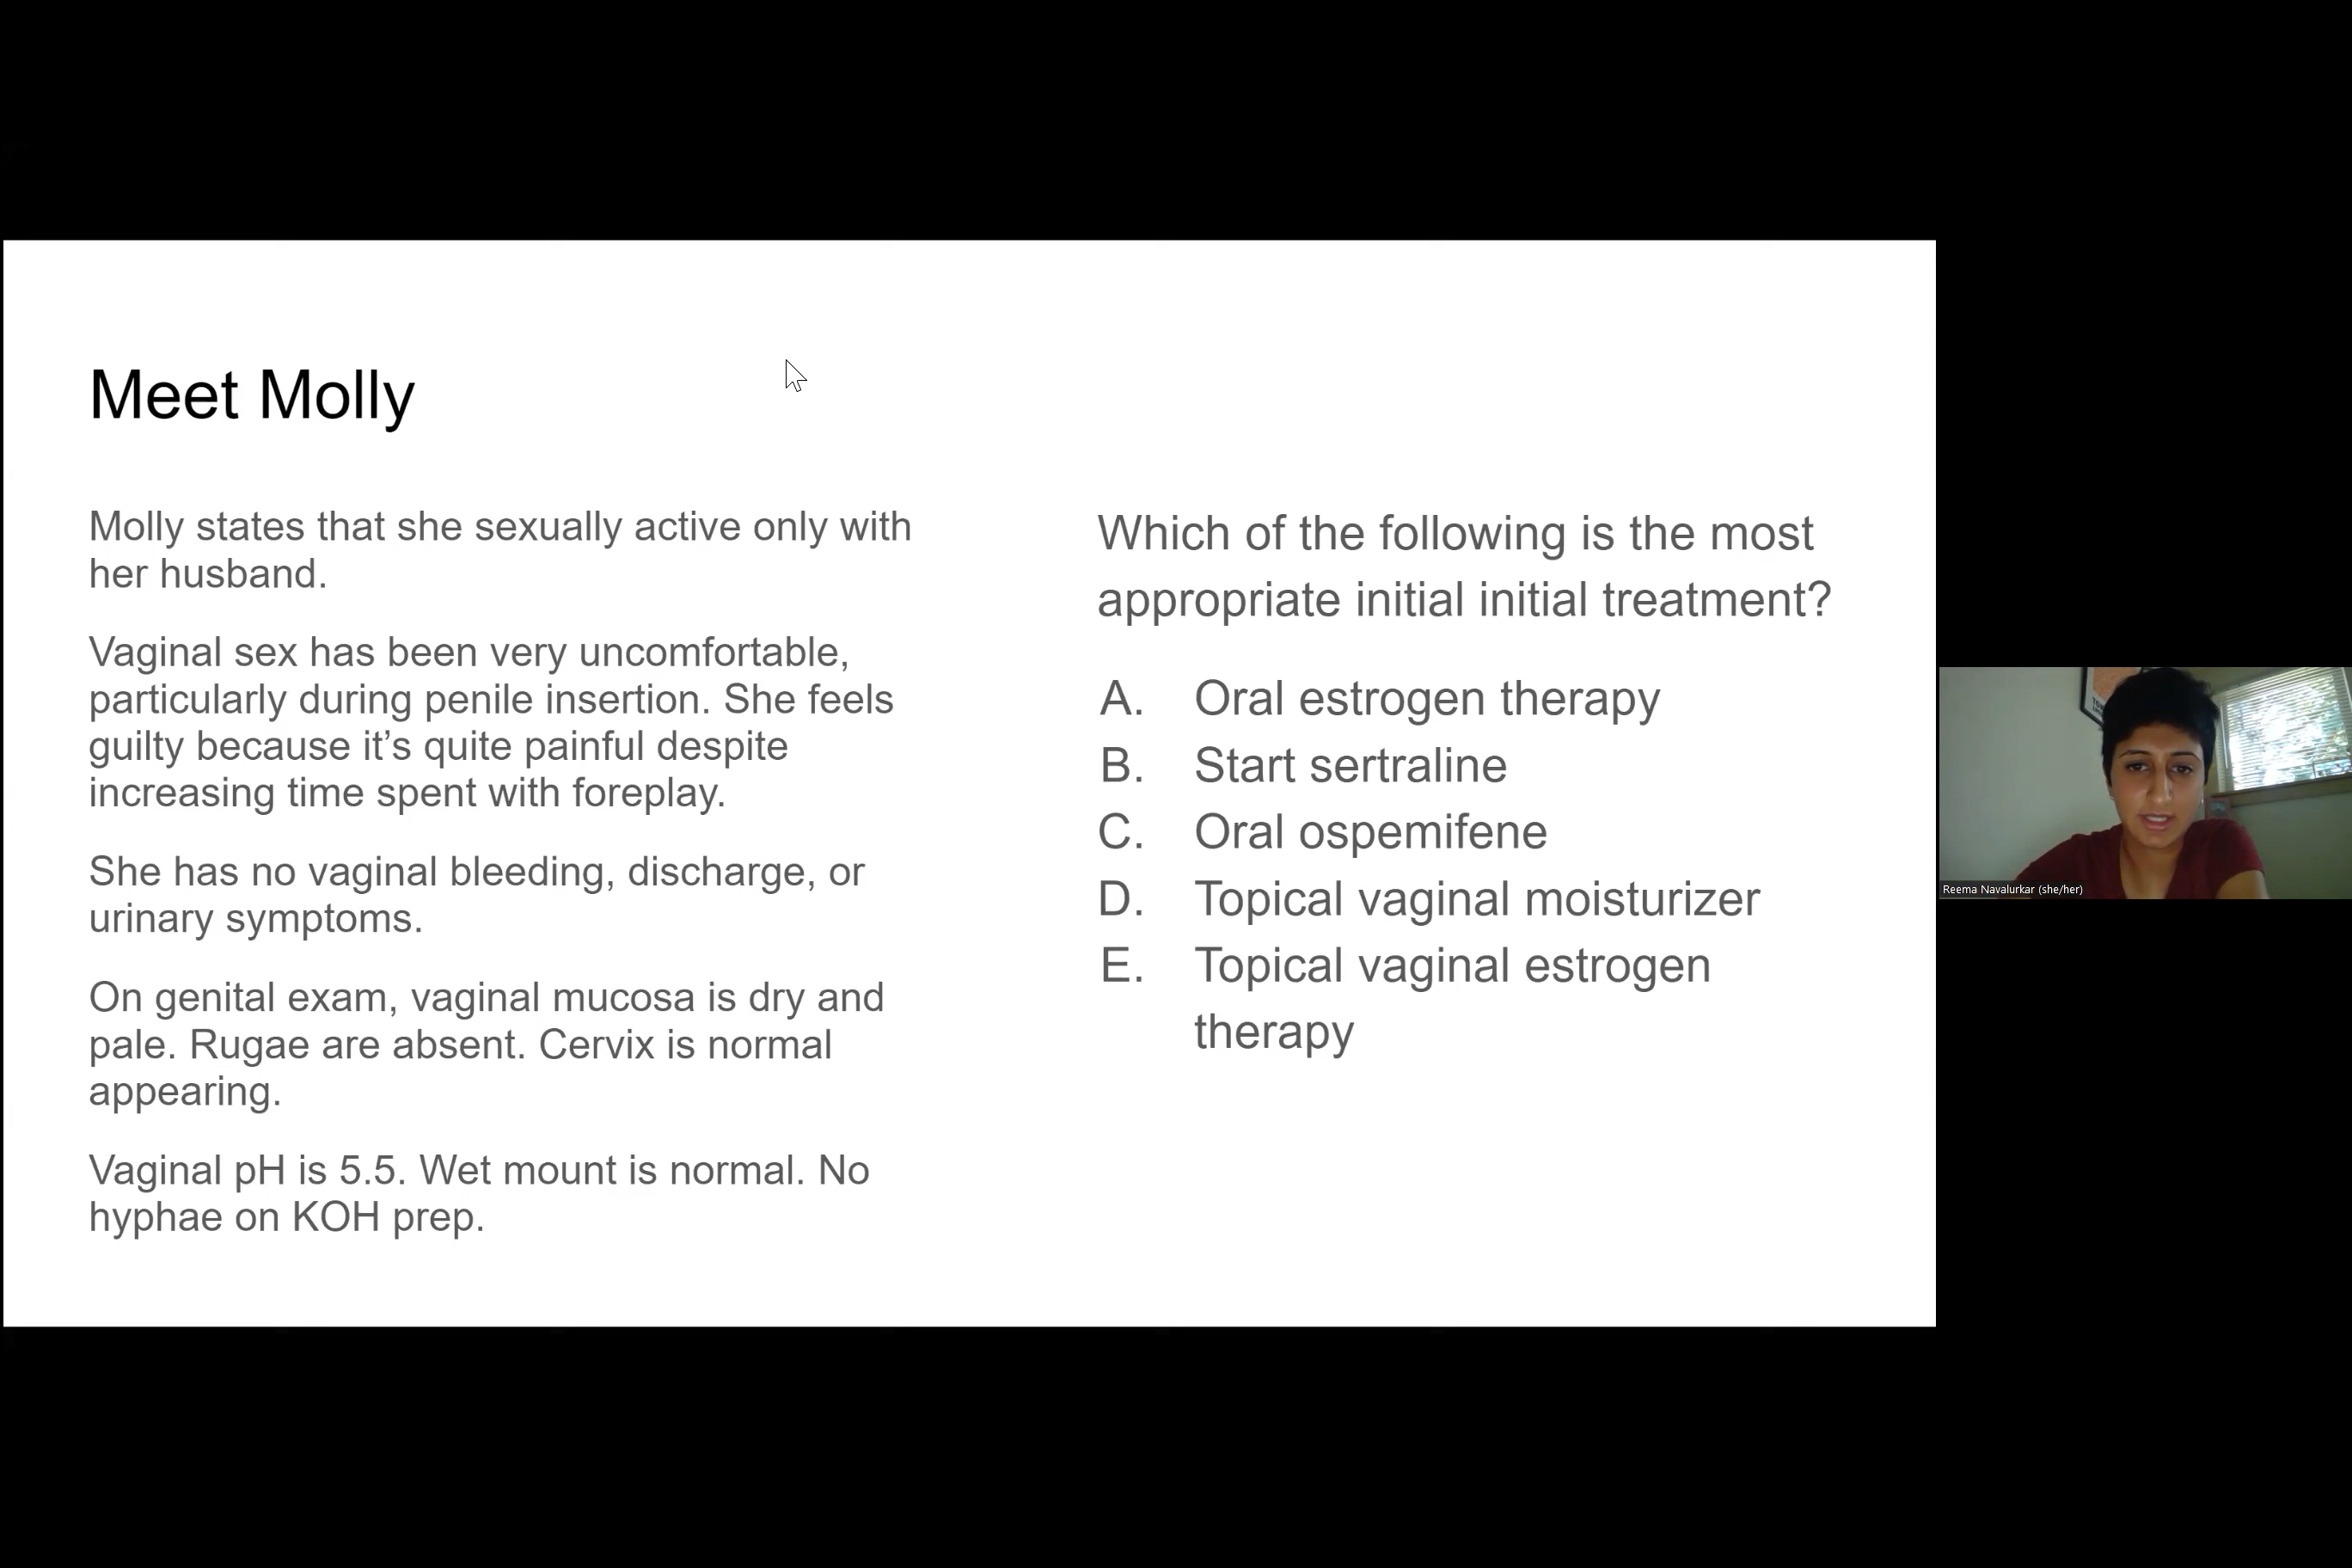 Meet Molly
Molly states that she sexually active only with
her husband.
Vaginal sex has been very uncomfortable,
particularly during penile insertion. She feels
guilty because it’s quite painful despite
increasing time spent with foreplay.
She has no vaginal bleeding, discharge, or
urinary symptoms.
On genital exam, vaginal mucosa is dry and
pale. Rugae are absent. Cervix is normal
appearing.
Vaginal pH is 5.5. Wet mount is normal. No
hyphae on KOH prep.
Which of the following is the most
appropriate initial initial treatment?
A. Oral estrogen therapy
B. Start sertraline
C. Oral ospemifene
D. Topical vaginal moisturizer
E. Topical vaginal estrogen
therapy
Reema Navalurkar (she/her)